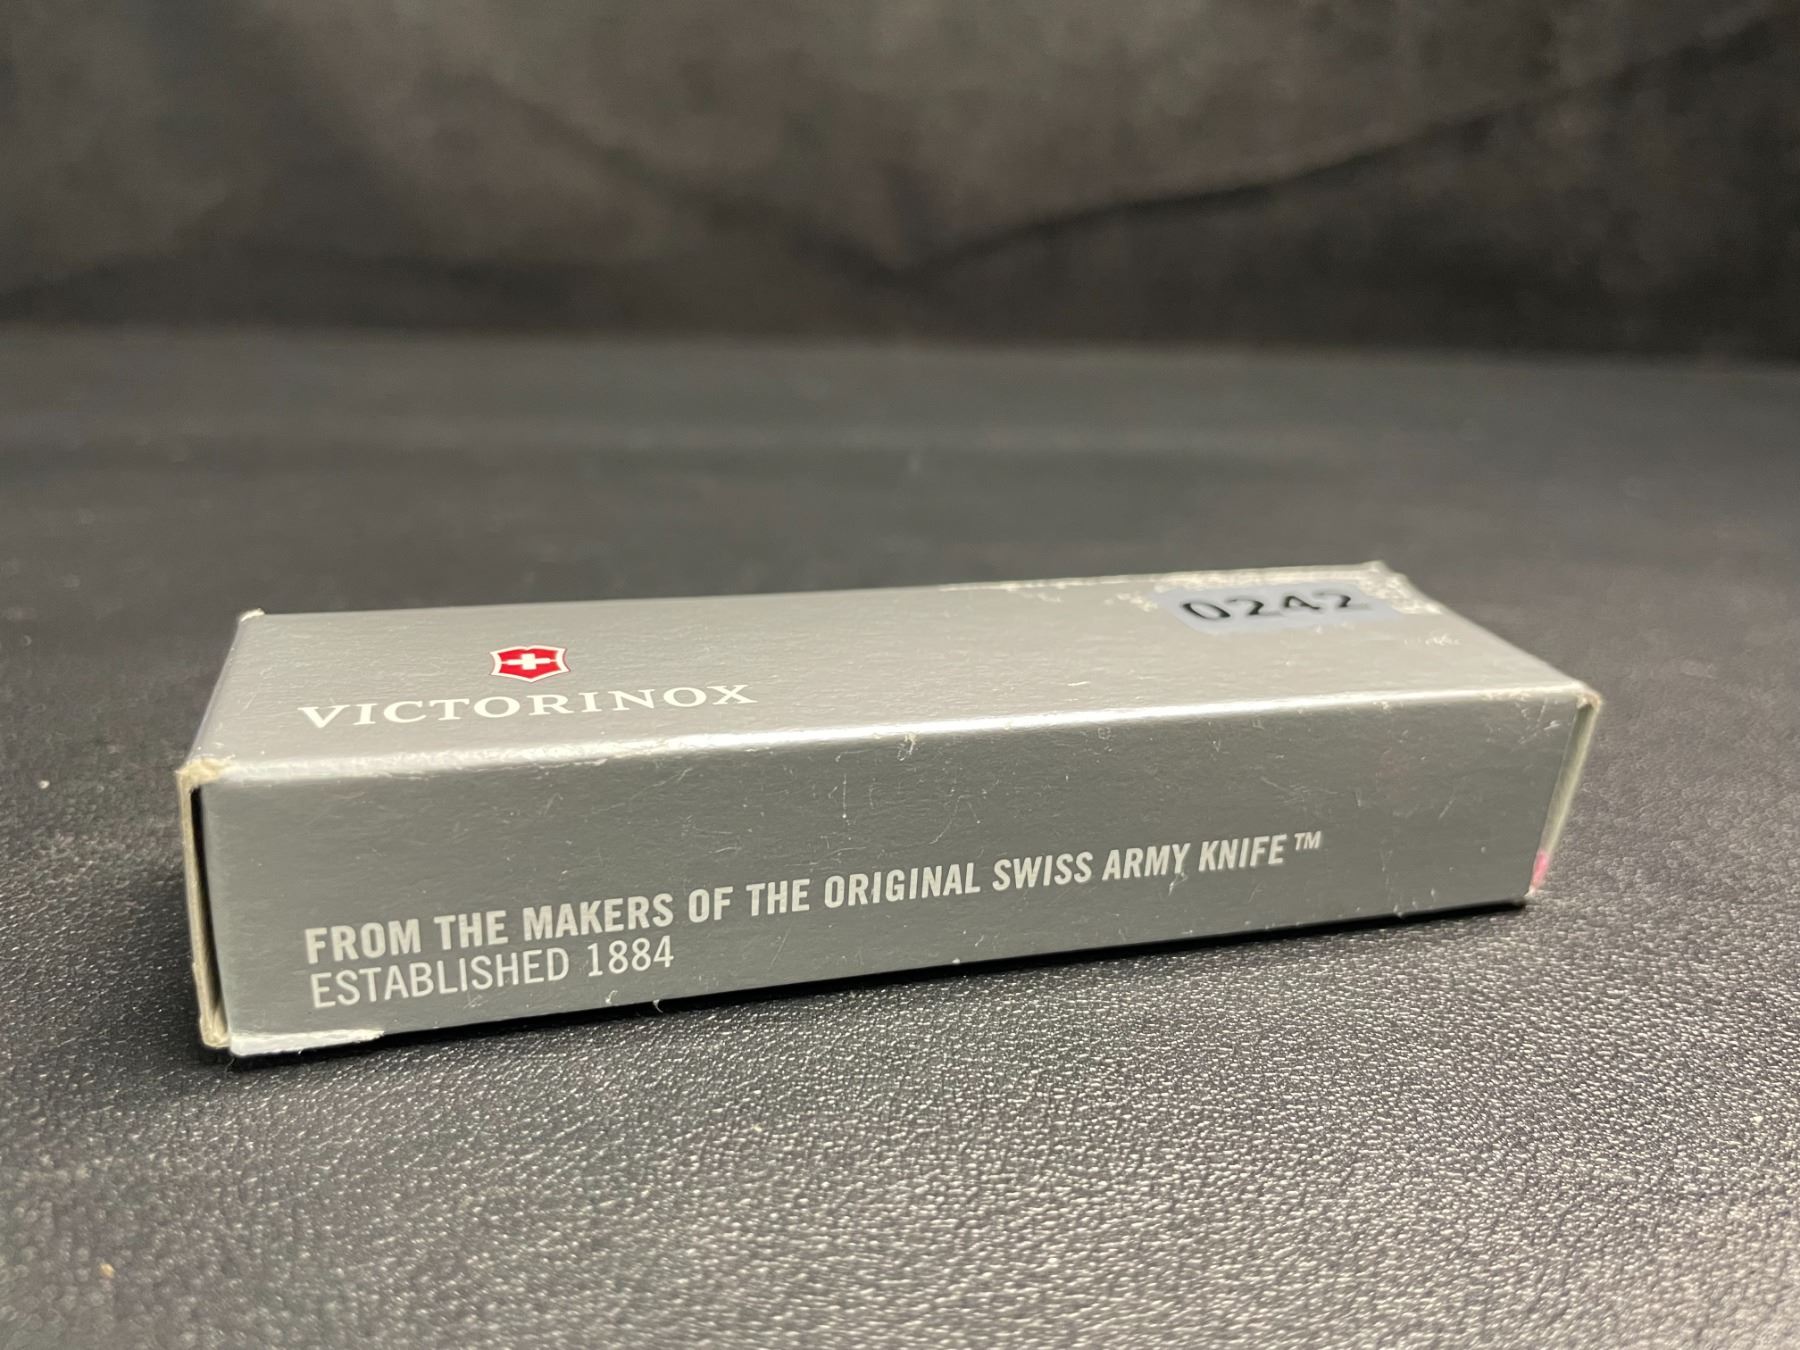 0242
VICTORINOX
FROM THE MAKERS OF THE ORIGINAL SWISS ARMY KNIFE™
ESTABLISHED 1884